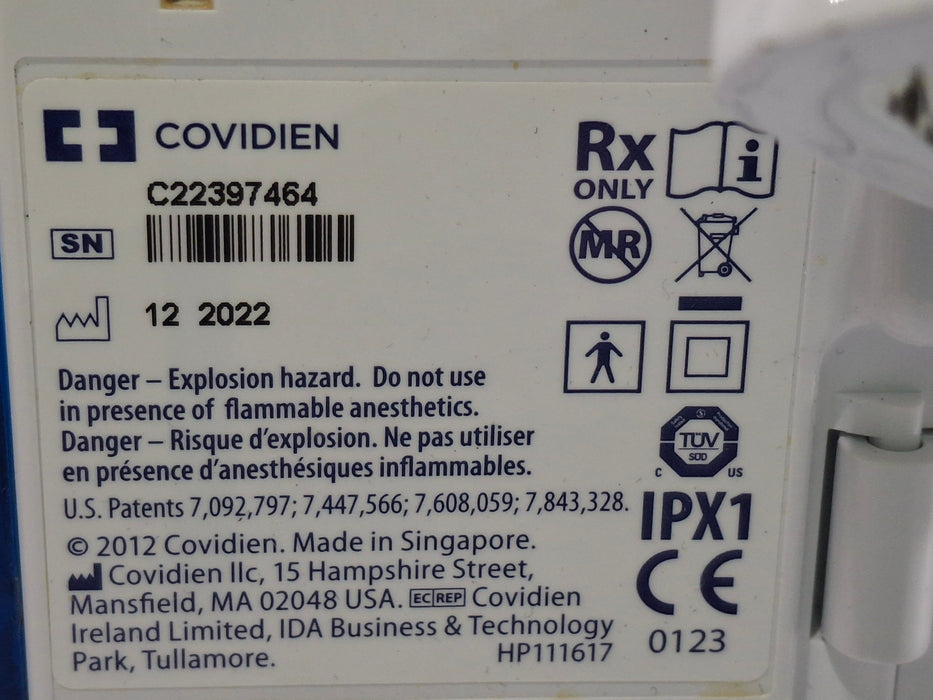 COVIDIEN
C22397464
SN
12 2022
Rx
ONLY
i
MR
Danger – Explosion hazard. Do not use
in presence of flammable anesthetics.
Danger – Risque d'explosion. Ne pas utiliser
en présence d'anesthésiques inflammables.
U.S. Patents 7,092,797; 7,447,566; 7,608,059; 7,843,328.
© 2012 Covidien. Made in Singapore.
Covidien llc, 15 Hampshire Street,
Mansfield, MA 02048 USA. EC REP Covidien
Ireland Limited, IDA Business & Technology
Park, Tullamore.
HP111617
TÜV
SÜD
C US
IPX1
CE
0123